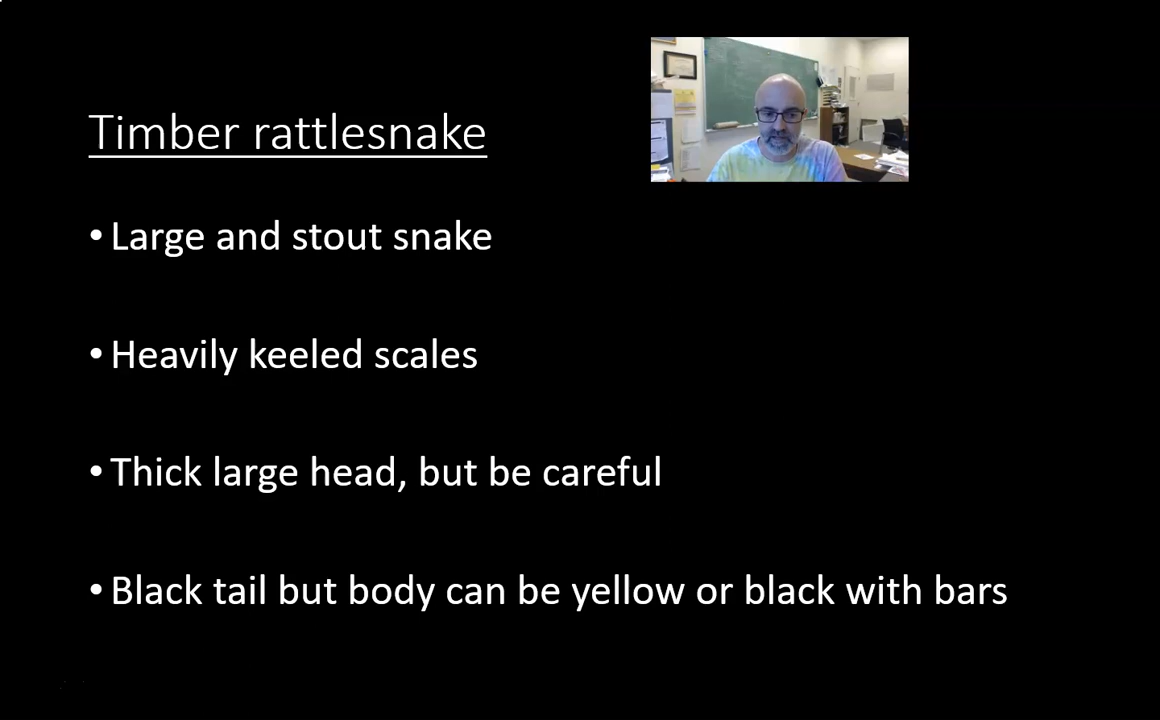 Timber rattlesnake
• Large and stout snake
• Heavily keeled scales
• Thick large head, but be careful
• Black tail but body can be yellow or black with bars